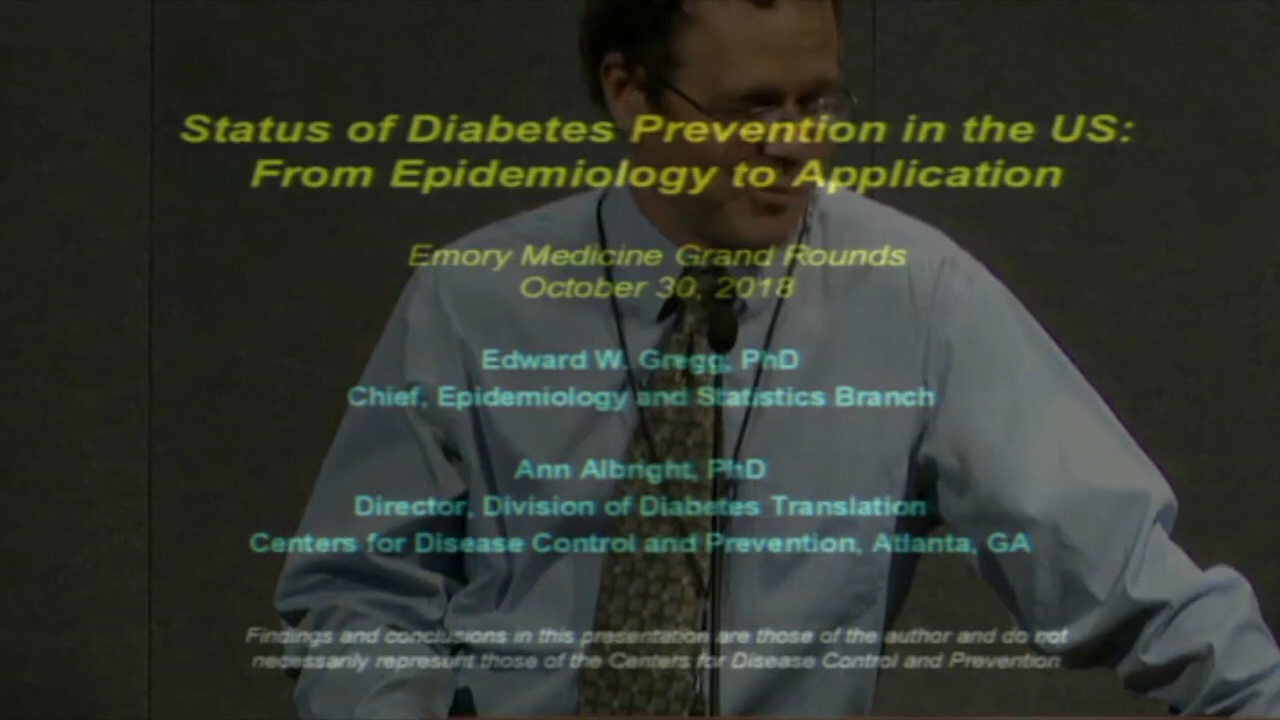 Status of Diabetes Prevention in the US:
From Epidemiology to Application
Emory Medicine Grand Rounds
October 30, 2018
Edward W. Gregg, PhD
Chief, Epidemiology and Statistics Branch
Ann Albright, PhD
Director, Division of Diabetes Translation
Centers for Disease Control and Prevention, Atlanta, GA
Findings and conclusions in this presentation are those of the author and do not
necessarily represent those of the Centers for Disease Control and Prevention